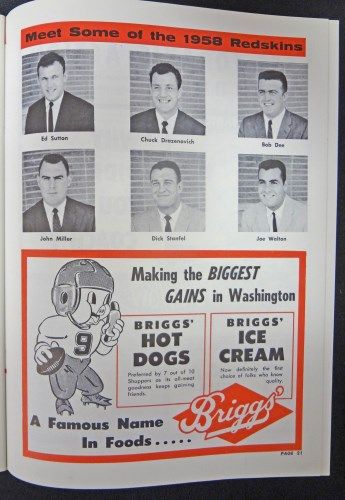 Meet Some of the 1958 Redskins
Ed Sutton
Chuck Drazenovich
Bob Dee
John Miller
Dick Stanfel
Joe Walton
Making the BIGGEST
GAINS in Washington
BRIGGS'
HOT
DOGS
Preferred by 7 out of 10
Shoppers as its all-meat
goodness keeps gaining
friends.
BRIGGS'
ICE
CREAM
Now definitely the first
choice of folks who know
quality.
9
A Famous Name
In Foods.....
Briggs'
PAGE 21